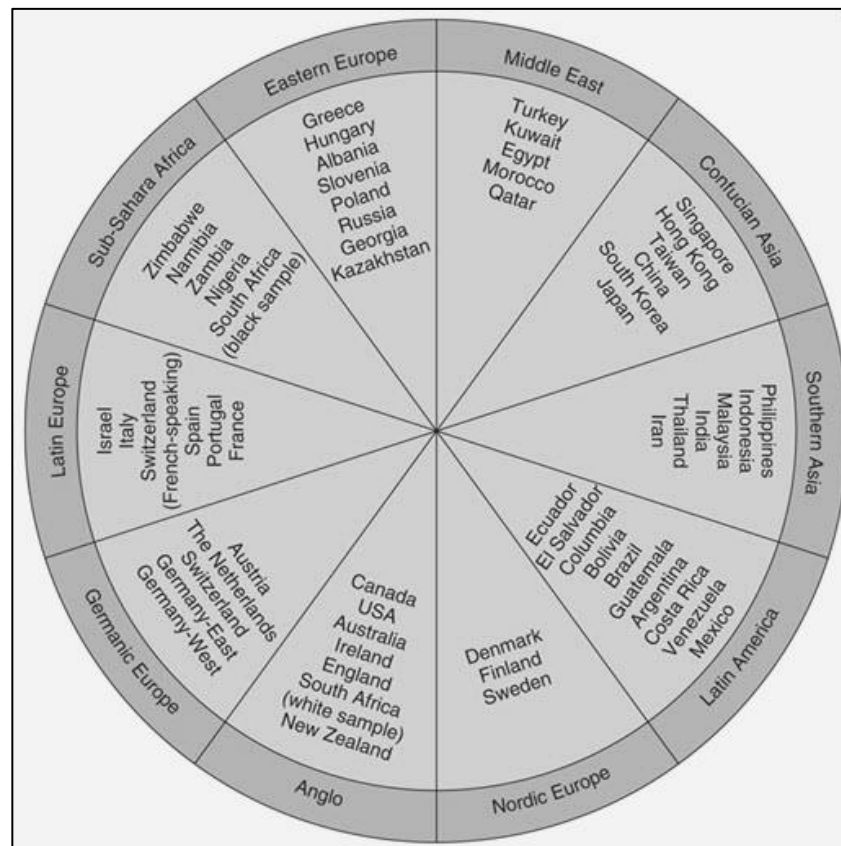 Eastern Europe
Greece
Hungary
Albania
Slovenia
Poland
Russia
Georgia
Kazakhstan
Middle East
Turkey
Kuwait
Egypt
Morocco
Qatar
Confucian Asia
Singapore
Hong Kong
Taiwan
China
South Korea
Japan
Southern Asia
Philippines
Indonesia
Malaysia
India
Thailand
Iran
Latin America
Ecuador
El Salvador
Columbia
Bolivia
Brazil
Guatemala
Argentina
Costa Rica
Venezuela
Mexico
Nordic Europe
Denmark
Finland
Sweden
Anglo
Canada
USA
Australia
Ireland
England
South Africa
(white sample)
New Zealand
Germanic Europe
Austria
The Netherlands
Switzerland
Germany-East
Germany-West
Latin Europe
Israel
Italy
Switzerland
(French-speaking)
Spain
Portugal
France
Sub-Sahara Africa
Zimbabwe
Namibia
Zambia
Nigeria
South Africa
(black sample)